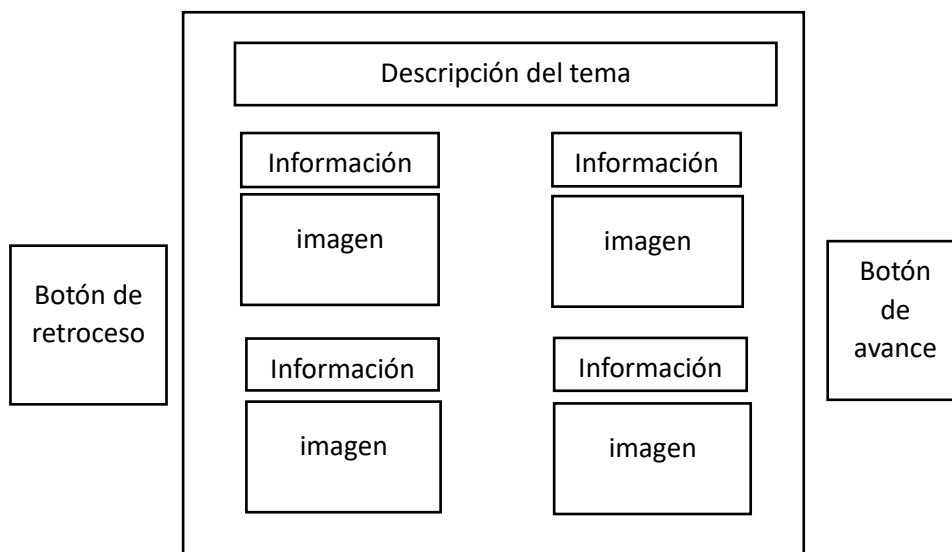 Descripción del tema
Información
Información
imagen
imagen
Botón de
retroceso
Botón
de
avance
Información
Información
imagen
imagen